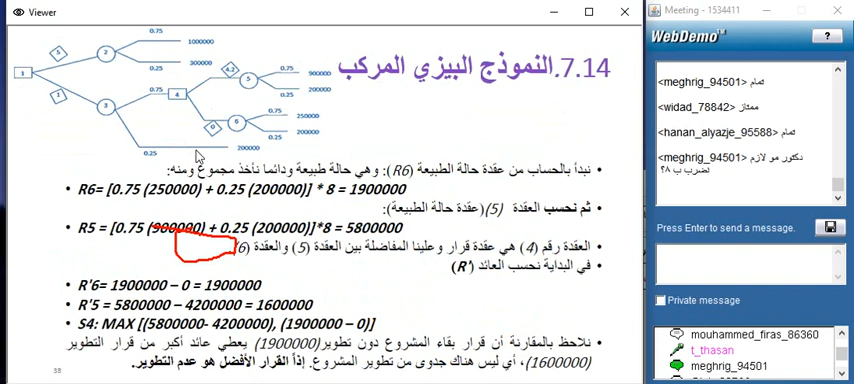 Viewer
Meeting - 1534411
WebDemo
?
7.14.النموذج البيزي المركب
0.75
1000000
0.25
300000
5
2
1
1
3
0.75
4
4.2
5
0.75
900000
0.25
200000
0
6
0.75
250000
0.25
200000
0.25
200000
نبدأ بالحساب من عقدة حالة الطبيعة (R6): وهي حالة طبيعة ودائما نأخذ مجموع ومنه:
• R6= [0.75 (250000) + 0.25 (200000)] * 8 = 1900000
• ثم نحسب العقدة (5)(عقدة حالة الطبيعة):
• R5 = [0.75 (900000) + 0.25 (200000)]*8 = 5800000
• العقدة رقم (4) هي عقدة قرار وعلينا المفاضلة بين العقدة (5) والعقدة (6)
• في البداية نحسب العائد (R')
• R'6= 1900000 – 0 = 1900000
• R'5 = 5800000 – 4200000 = 1600000
• S4: MAX [(5800000- 4200000), (1900000 – 0)]
• نلاحظ بالمقارنة أن قرار بقاء المشروع دون تطوير(1900000) يعطي عائد أكبر من قرار التطوير
(1600000)، أي ليس هناك جدوى من تطوير المشروع. إذاً القرار الأفضل هو عدم التطوير.
38
<meghrig_94501> تمام
<widad_78842> ممتاز
<hanan_alyazje_95588> تمام
<meghrig_94501> دكتور مو لازم
تضرب ب ٨؟
Press Enter to send a message.
Private message
mouhammed_firas_86360
t_thasan
meghrig_94501